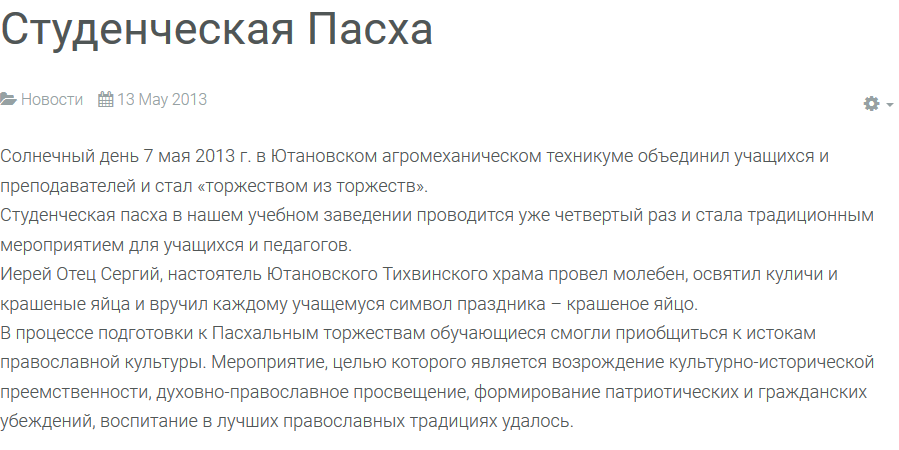 Студенческая Пасха
Новости 13 May 2013
Солнечный день 7 мая 2013 г. в Ютановском агромеханическом техникуме объединил учащихся и
преподавателей и стал «торжеством из торжеств».
Студенческая пасха в нашем учебном заведении проводится уже четвертый раз и стала традиционным
мероприятием для учащихся и педагогов.
Иерей Отец Сергий, настоятель Ютановского Тихвинского храма провел молебен, освятил куличи и
крашеные яйца и вручил каждому учащемуся символ праздника – крашеное яйцо.
В процессе подготовки к Пасхальным торжествам обучающиеся смогли приобщиться к истокам
православной культуры. Мероприятие, целью которого является возрождение культурно-исторической
преемственности, духовно-православное просвещение, формирование патриотических и гражданских
убеждений, воспитание в лучших православных традициях удалось.